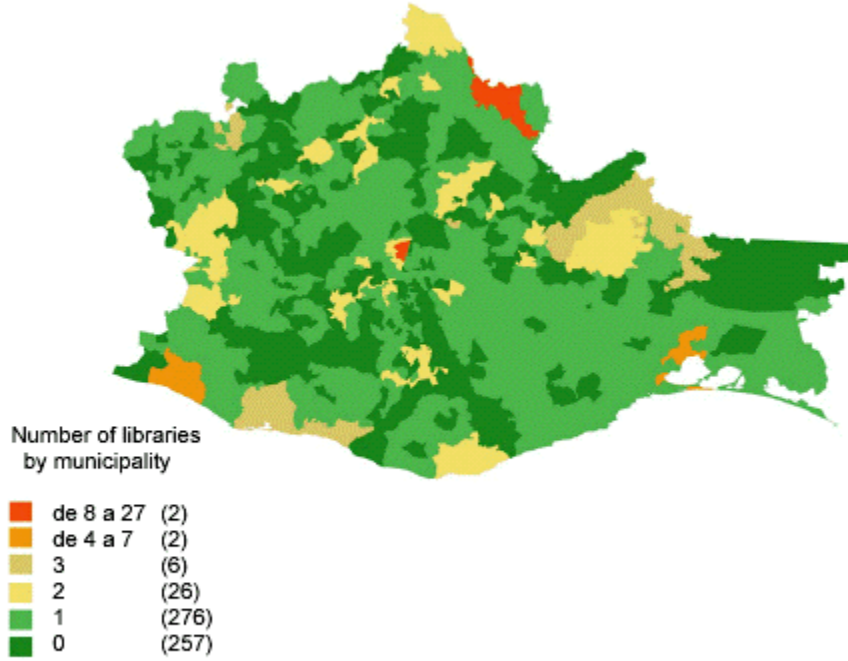 Number of libraries
by municipality
de 8 a 27 (2)
de 4 a 7 (2)
3 (6)
2 (26)
1 (276)
0 (257)